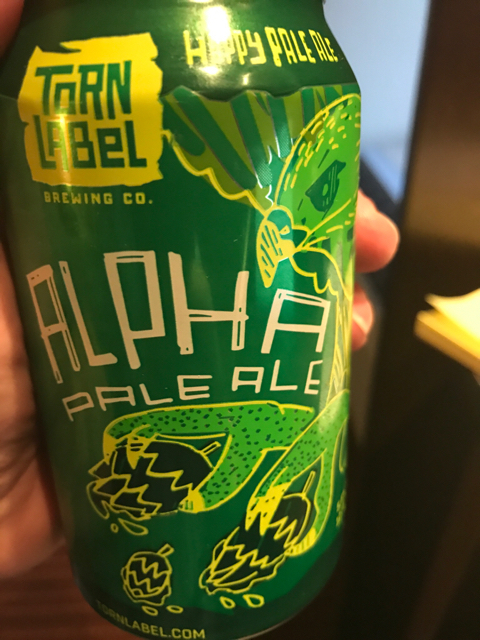 HOPPY PALE ALE
TORN
LABEL
BREWING CO.
ALPHA
PALE ALE
TORNLABEL.COM